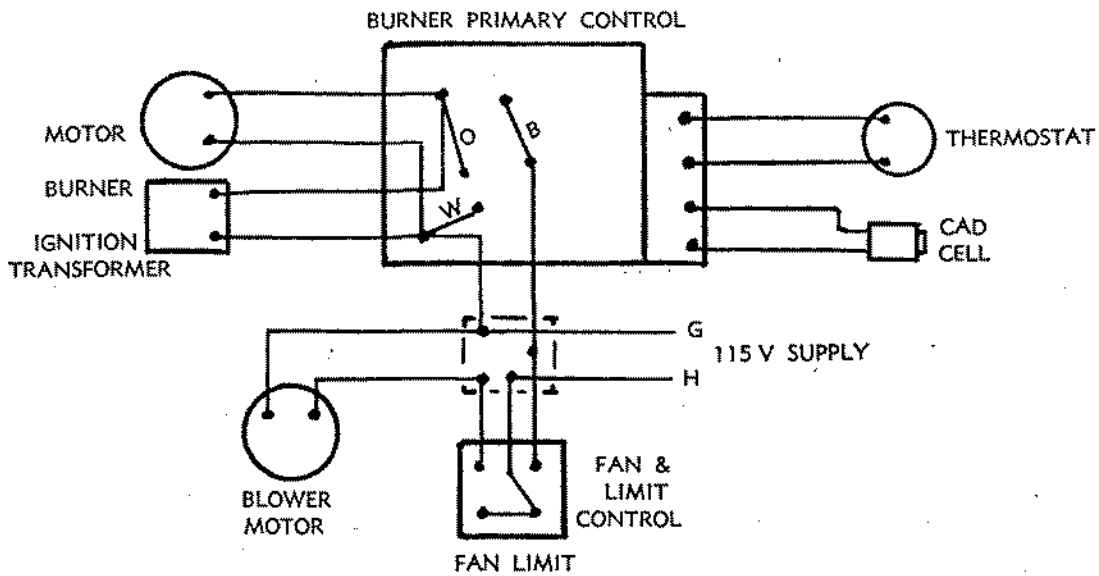 BURNER PRIMARY CONTROL
MOTOR
O
B
THERMOSTAT
BURNER
W
IGNITION
TRANSFORMER
CAD
CELL
G
115 V SUPPLY
H
BLOWER
MOTOR
FAN &
LIMIT
CONTROL
FAN LIMIT